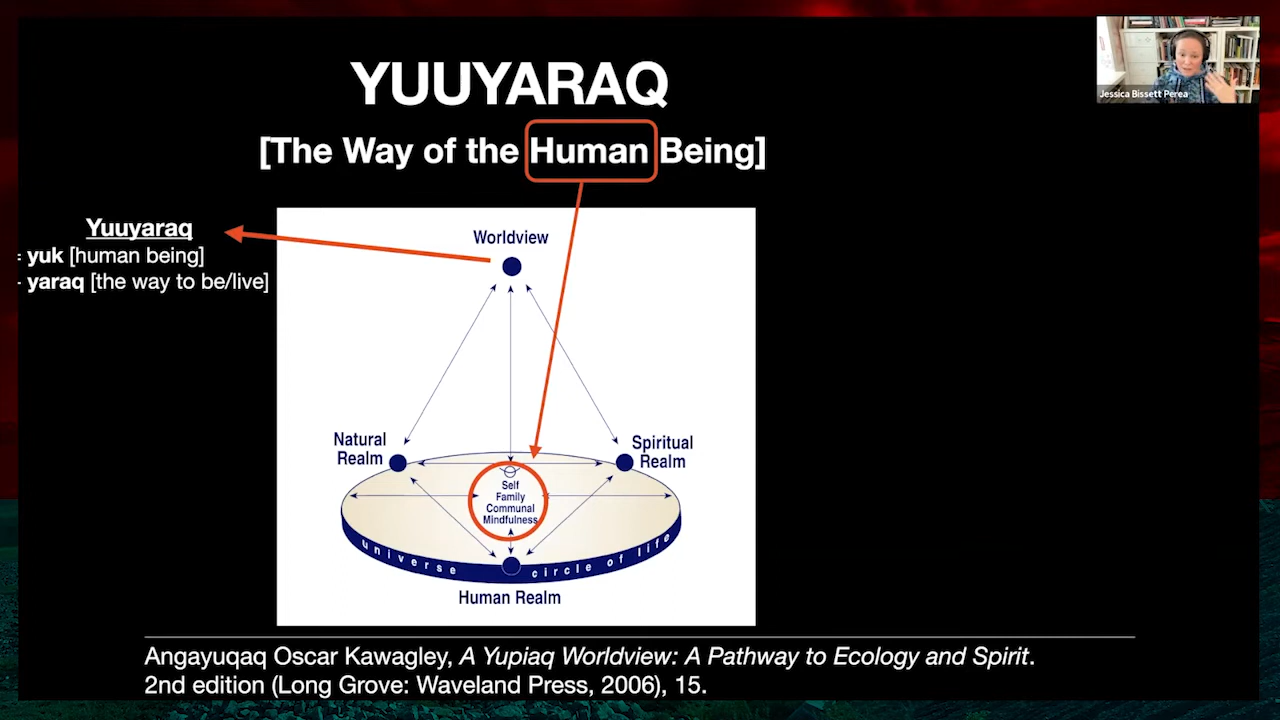 YUUYARAQ
[The Way of the Human Being]
Jessica Bissett Perea
Yuuyaraq
= yuk [human being]
- yaraq [the way to be/live]
Worldview
Natural
Realm
Spiritual
Realm
Self
Family
Communal
Mindfulness
universe circle of life
Human Realm
Angayuqaq Oscar Kawagley, A Yupiaq Worldview: A Pathway to Ecology and Spirit.
2nd edition (Long Grove: Waveland Press, 2006), 15.